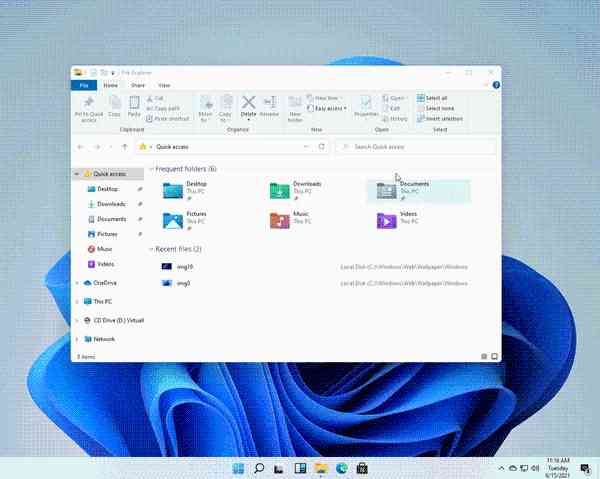 File Explorer
File Home Share View
Pin to Quick access
Copy
Paste
Cut
Copy path
Paste shortcut
Clipboard
Move to
Copy to
Delete
Rename
Organize
New folder
New item
Easy access
New
Properties
Open
Edit
History
Open
Select all
Select none
Invert selection
Select
Quick access
Search Quick access
Quick access
Desktop
Downloads
Documents
Pictures
Music
Videos
OneDrive
This PC
CD Drive (D:) Virtual
Network
Frequent folders (6)
Desktop
This PC
Downloads
This PC
Documents
This PC
Pictures
This PC
Music
This PC
Videos
This PC
Recent files (2)
img19 Local Disk (C:)\Windows\Web\Wallpaper\Windows
img0 Local Disk (C:)\Windows\Web\Wallpaper\Windows
11:16 AM
Tuesday
6/15/2021